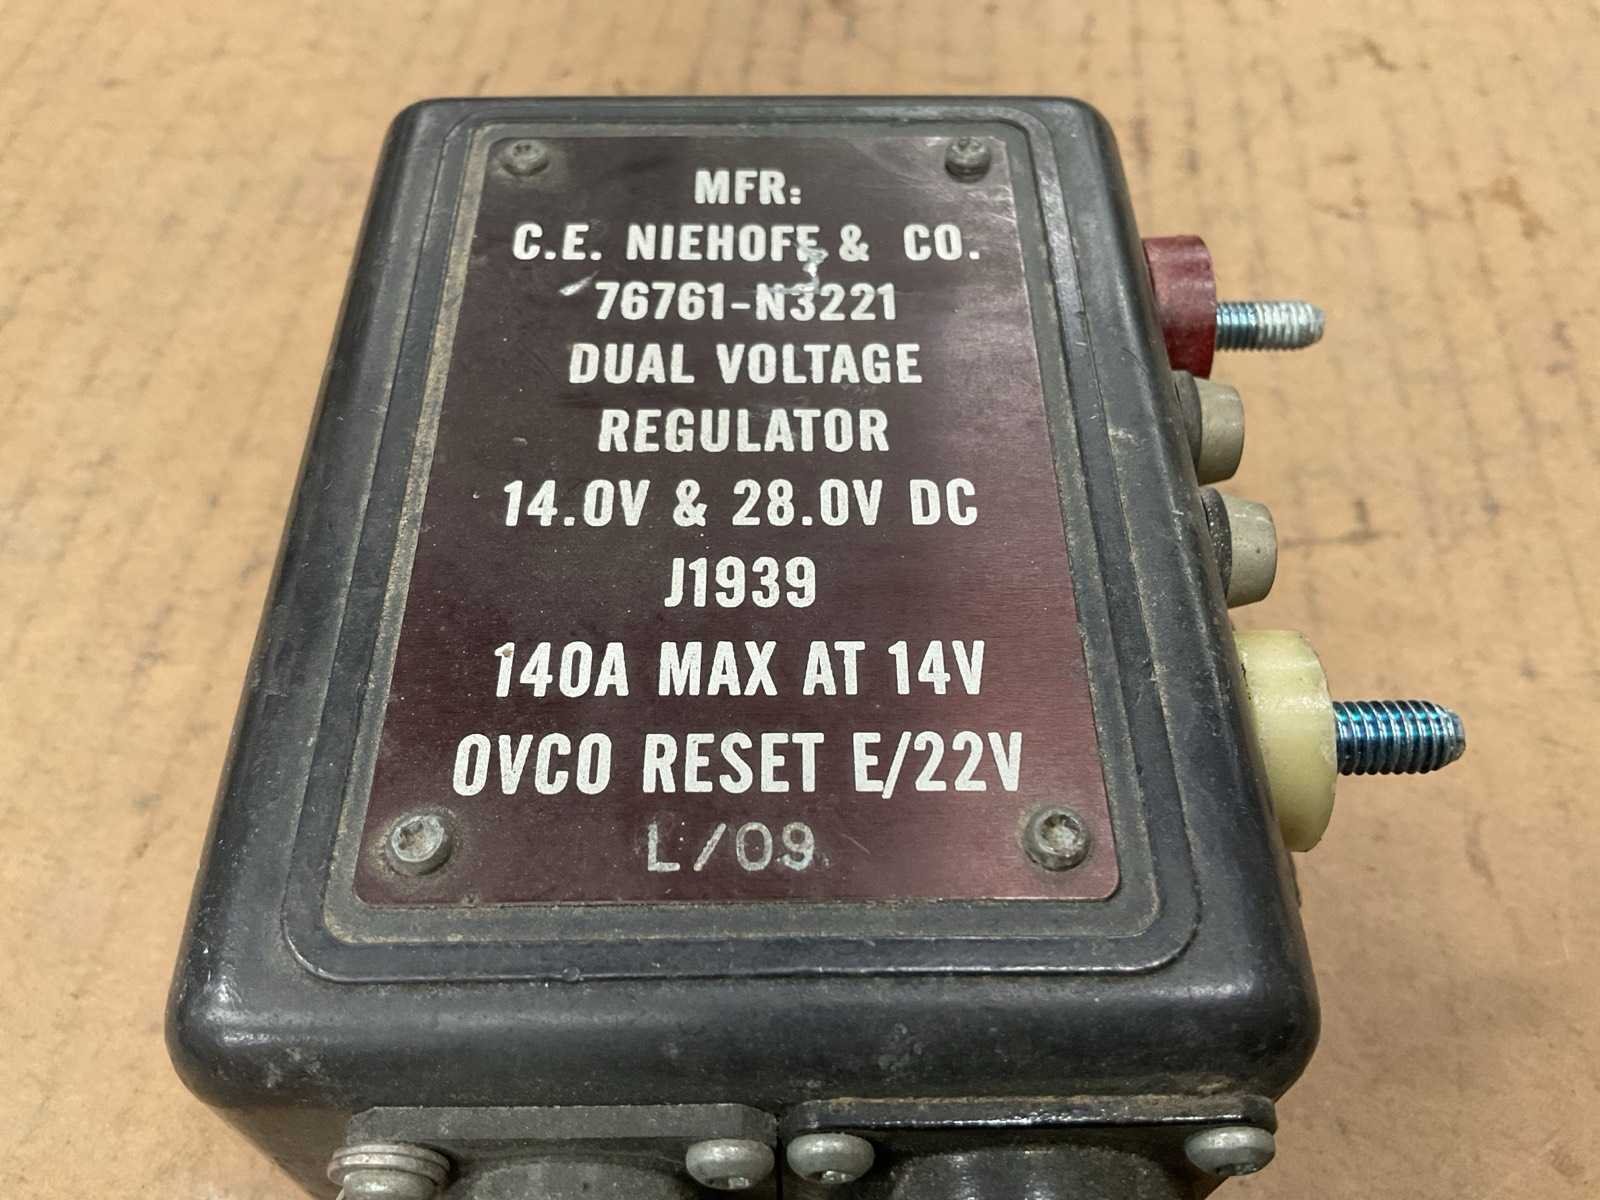 MFR:
C.E. NIEHOFF & CO.
76761-N3221
DUAL VOLTAGE
REGULATOR
14.0V & 28.0V DC
J1939
140A MAX AT 14V
OVCO RESET E/22V
L/09